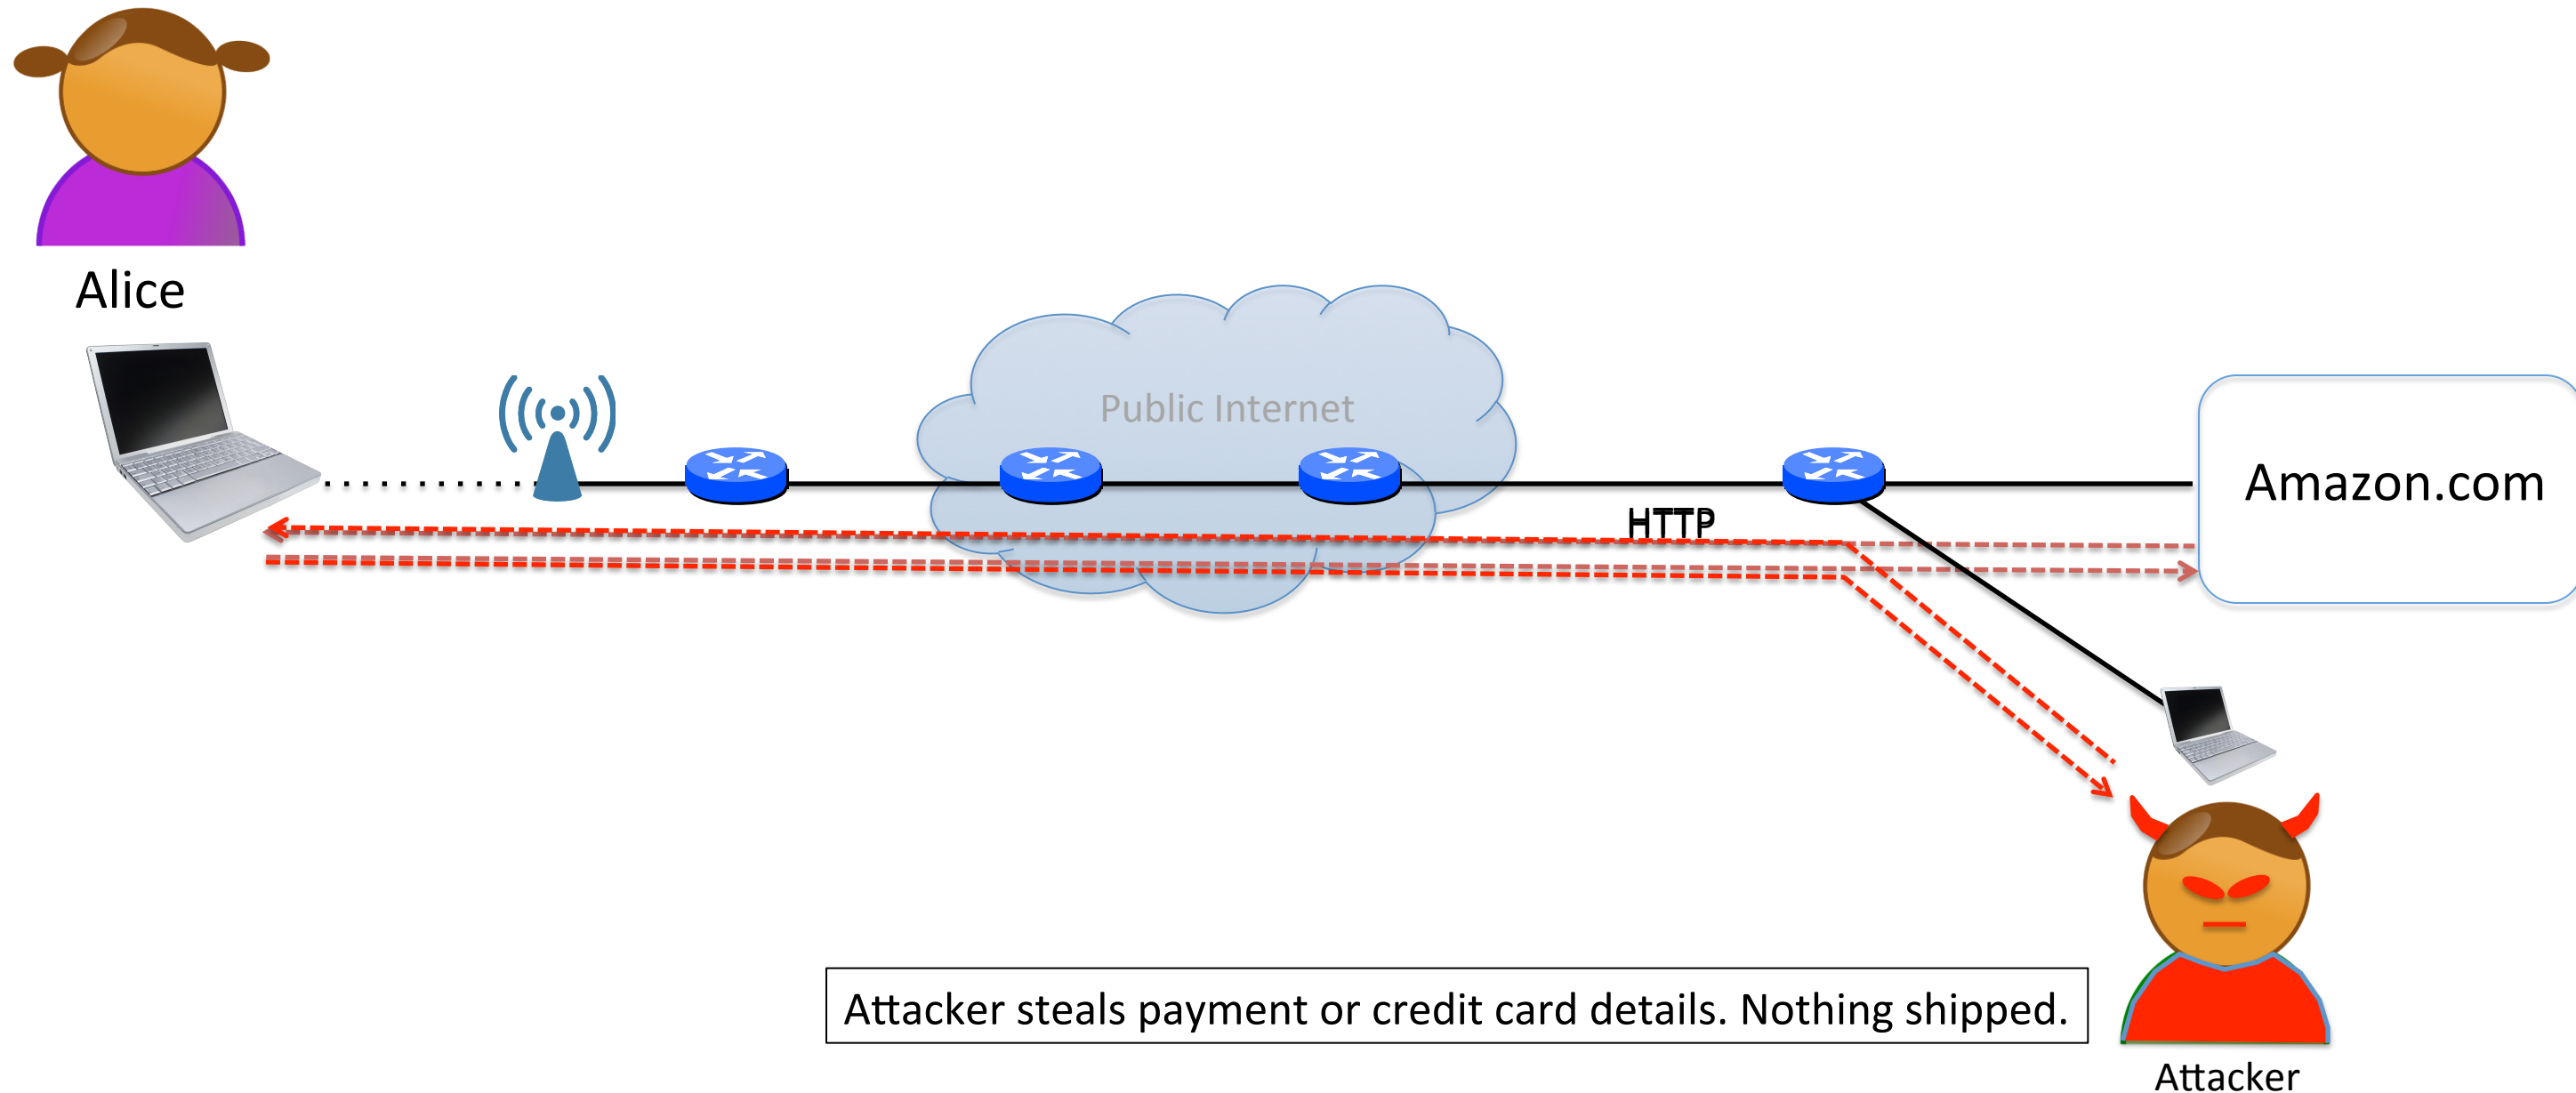 Alice
Public Internet
HTTP
Amazon.com
Attacker steals payment or credit card details. Nothing shipped.
Attacker